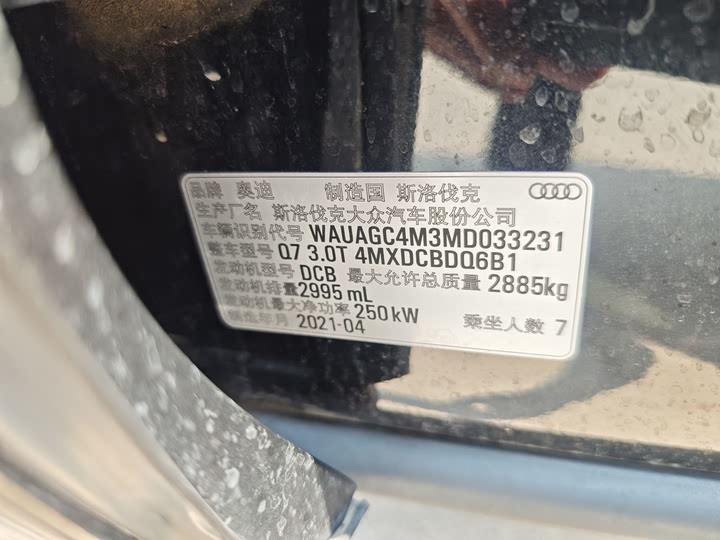 品牌 奥迪 制造国 斯洛伐克
生产厂名 斯洛伐克大众汽车股份公司
车辆识别代号 WAUAGC4M3MD033231
整车型号 Q7 3.0T 4MXDCBDQ6B1
发动机型号 DCB 最大允许总质量 2885kg
发动机排量 2995 mL
发动机最大净功率 250 kW 乘坐人数 7
制造年月 2021-04